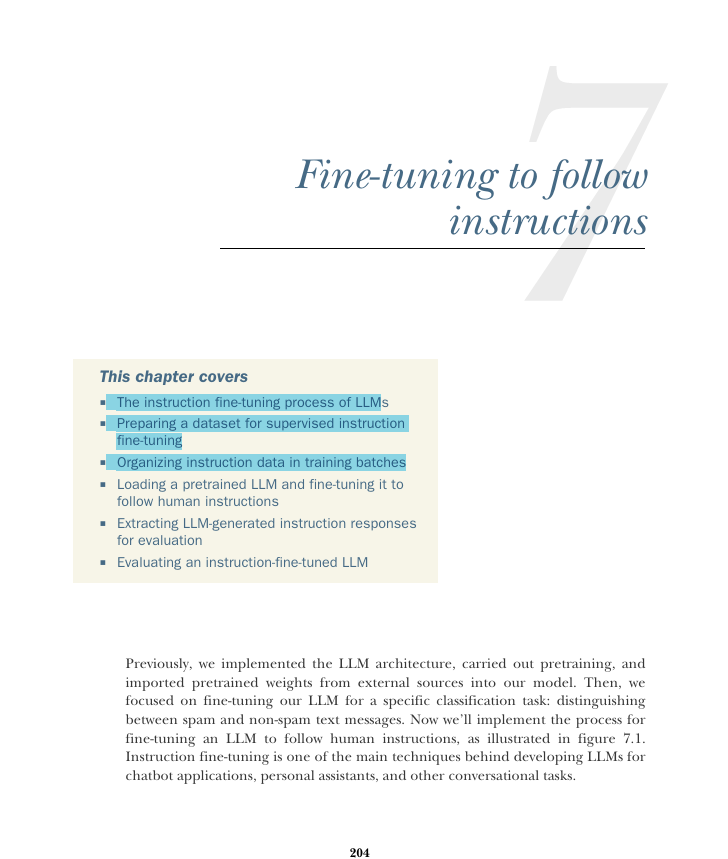 7
Fine-tuning to follow
instructions
This chapter covers
▪ The instruction fine-tuning process of LLMs
▪ Preparing a dataset for supervised instruction
fine-tuning
▪ Organizing instruction data in training batches
▪ Loading a pretrained LLM and fine-tuning it to
follow human instructions
▪ Extracting LLM-generated instruction responses
for evaluation
▪ Evaluating an instruction-fine-tuned LLM
Previously, we implemented the LLM architecture, carried out pretraining, and
imported pretrained weights from external sources into our model. Then, we
focused on fine-tuning our LLM for a specific classification task: distinguishing
between spam and non-spam text messages. Now we'll implement the process for
fine-tuning an LLM to follow human instructions, as illustrated in figure 7.1.
Instruction fine-tuning is one of the main techniques behind developing LLMs for
chatbot applications, personal assistants, and other conversational tasks.
204